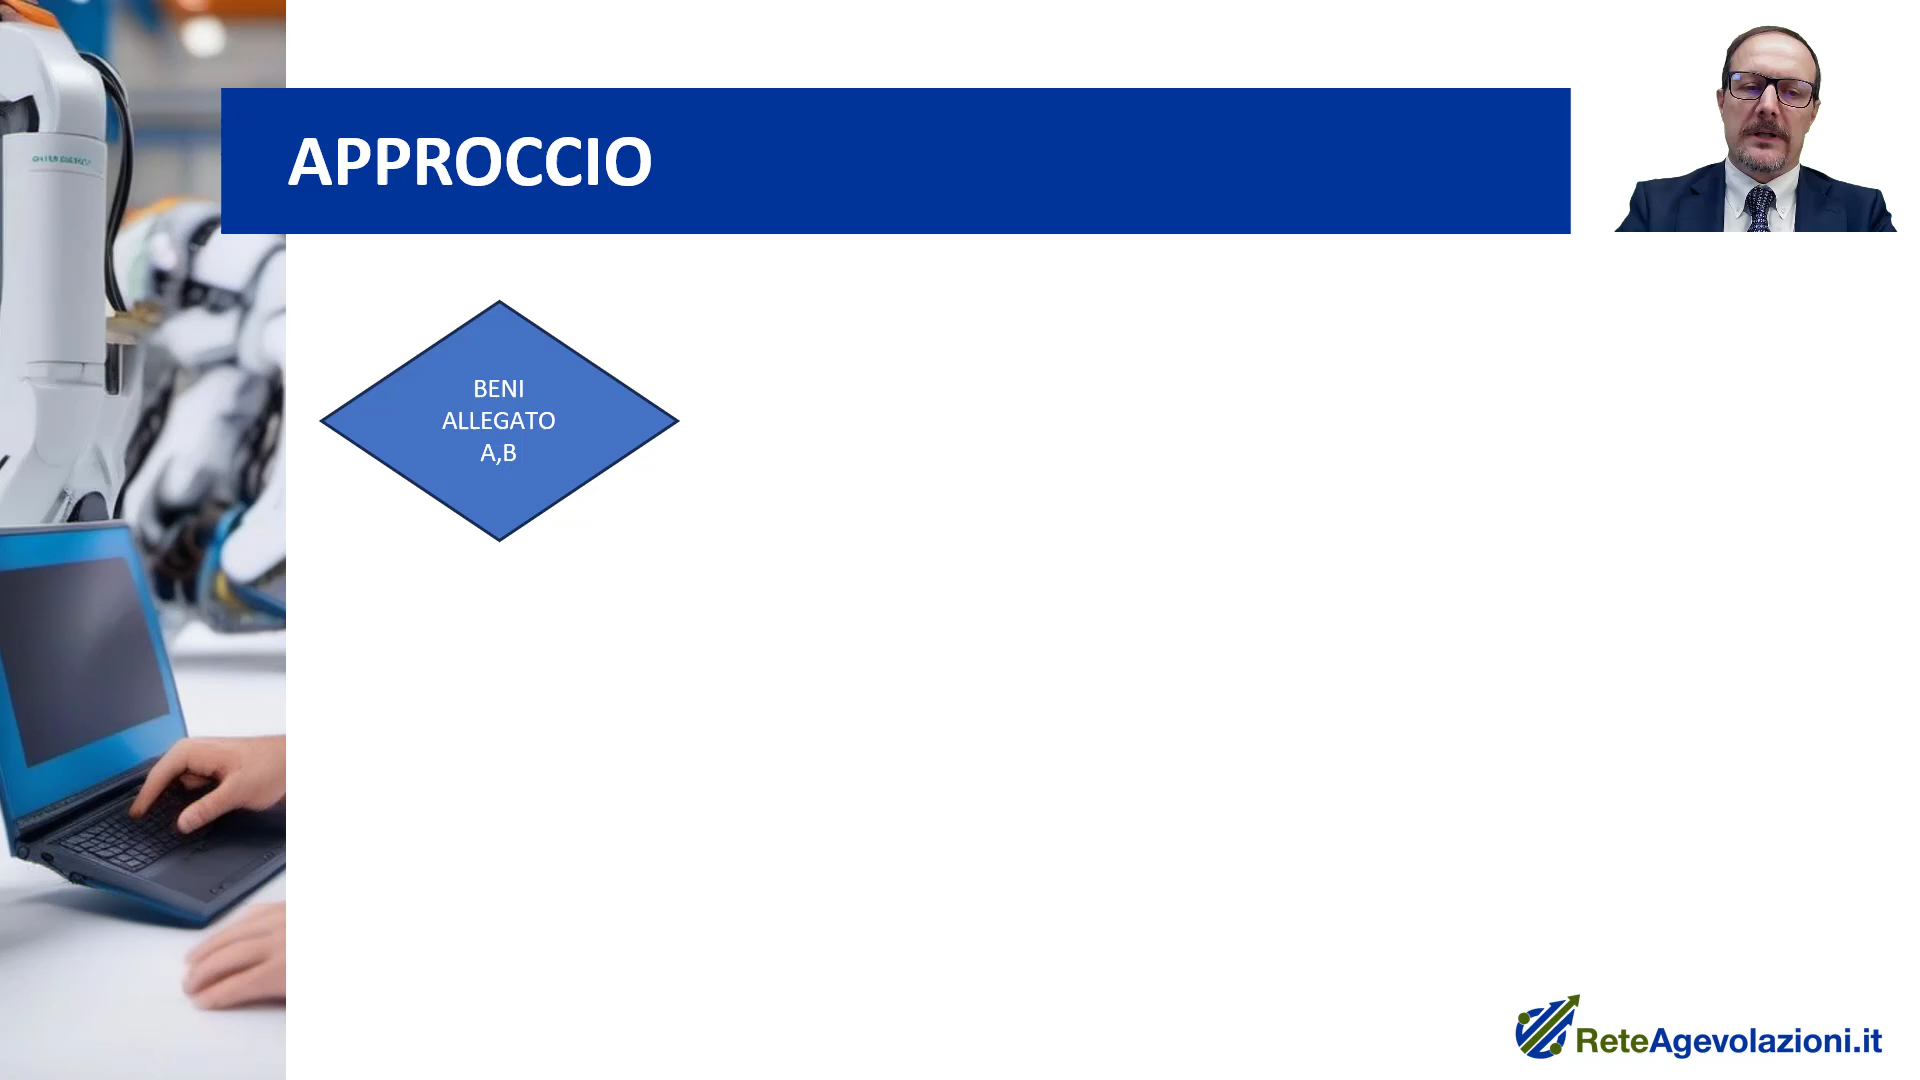 APPROCCIO
BENI
ALLEGATO
A,B
ReteAgevolazioni.it